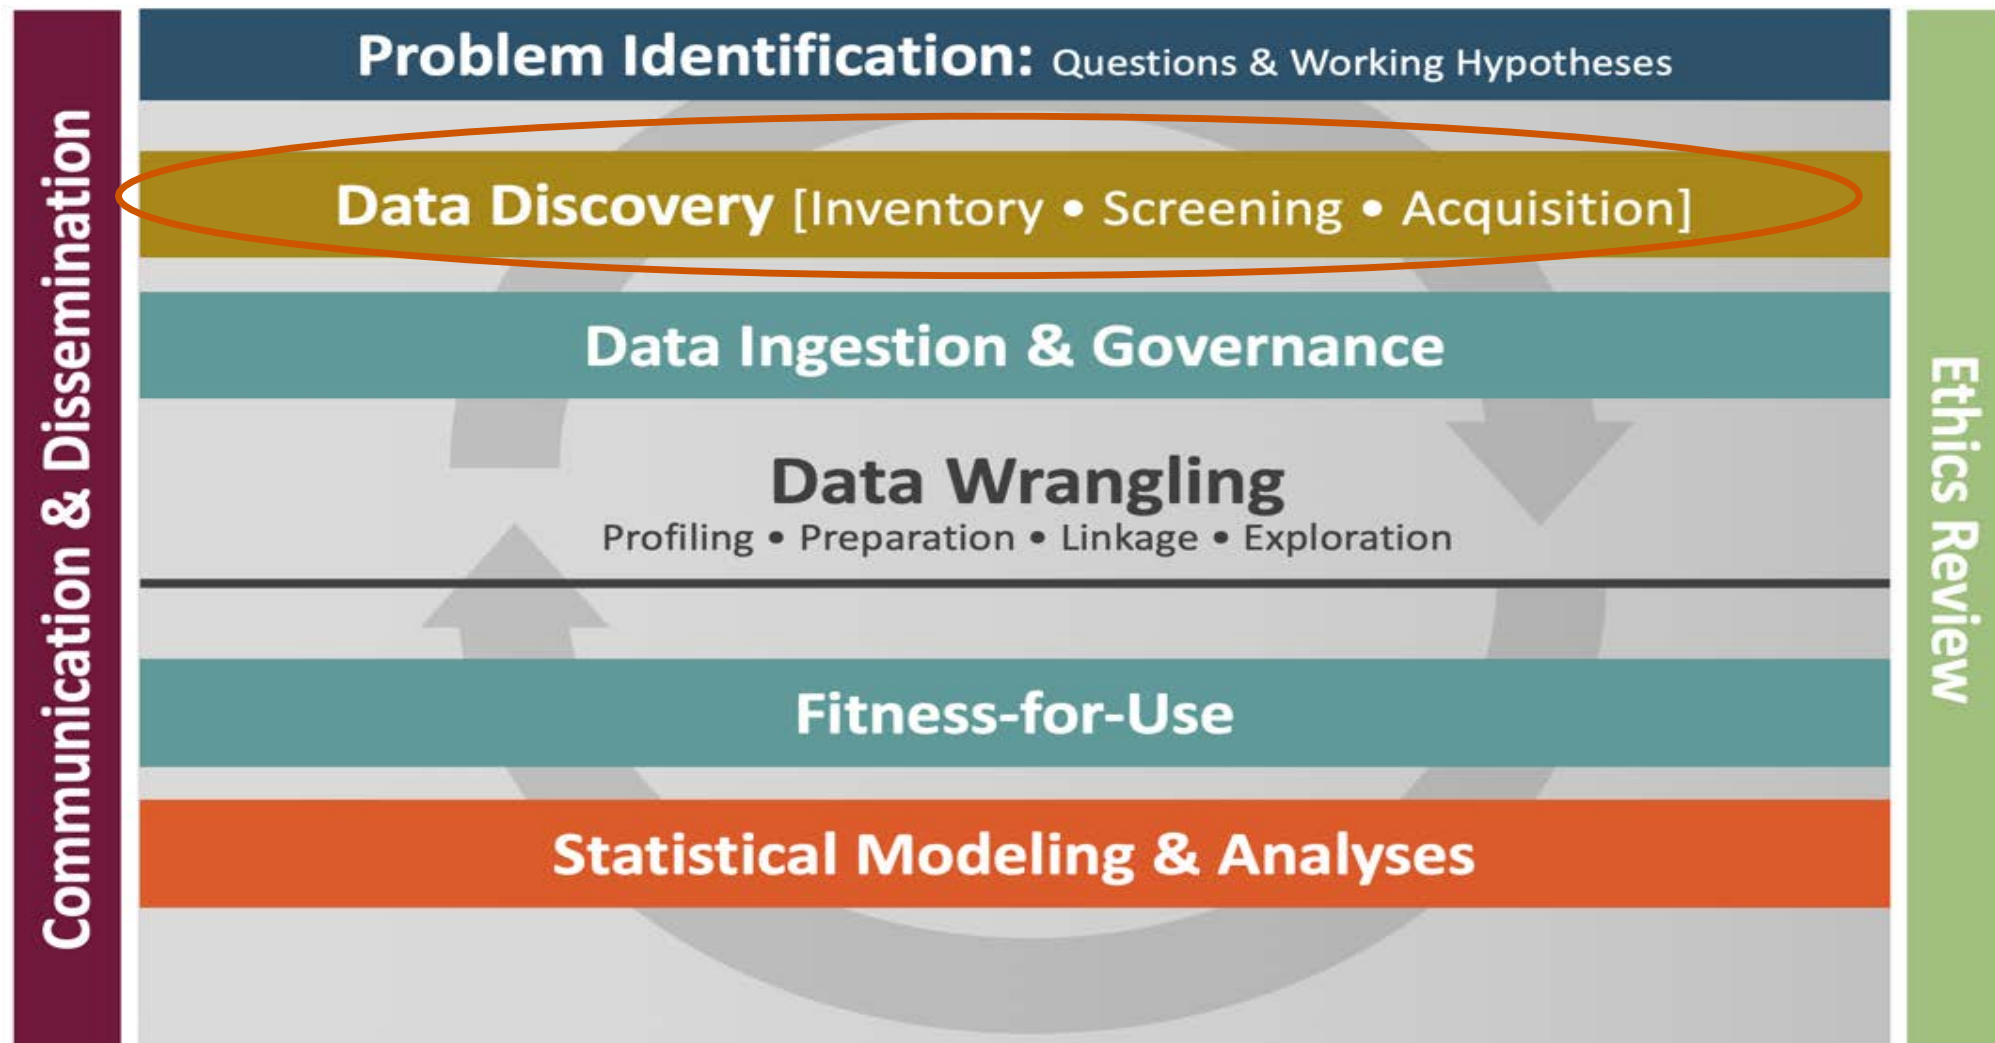 Communication & Dissemination
Problem Identification: Questions & Working Hypotheses
Data Discovery [Inventory • Screening • Acquisition]
Data Ingestion & Governance
Data Wrangling
Profiling • Preparation • Linkage • Exploration
Fitness-for-Use
Statistical Modeling & Analyses
Ethics Review